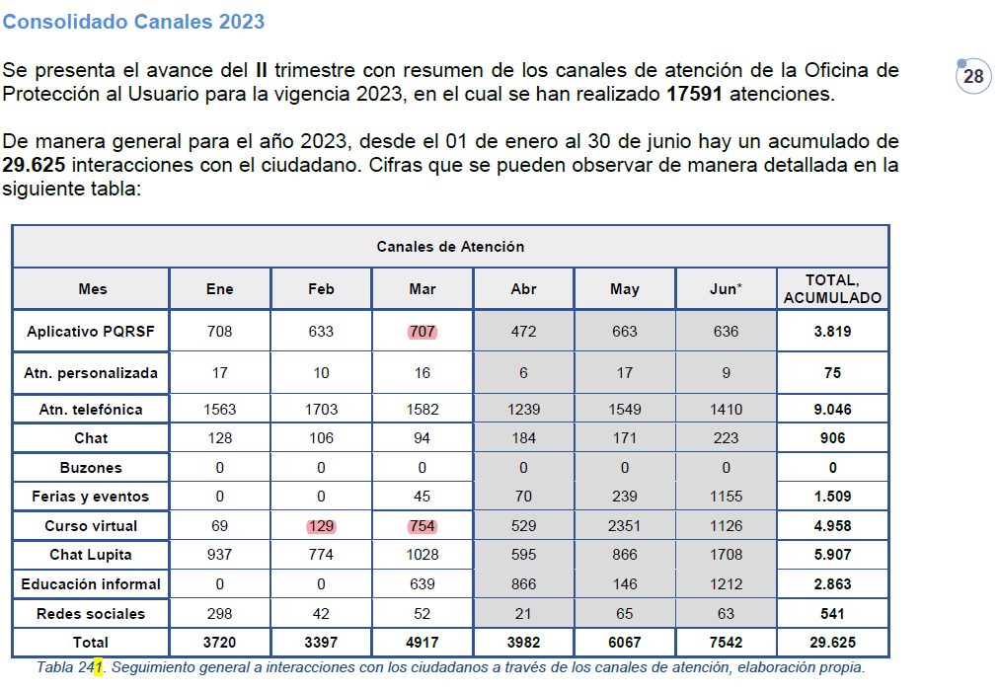 Consolidado Canales 2023
Se presenta el avance del II trimestre con resumen de los canales de atención de la Oficina de
Protección al Usuario para la vigencia 2023, en el cual se han realizado 17591 atenciones.
28
De manera general para el año 2023, desde el 01 de enero al 30 de junio hay un acumulado de
29.625 interacciones con el ciudadano. Cifras que se pueden observar de manera detallada en la
siguiente tabla:
Canales de Atención
Mes Ene Feb Mar Abr May Jun* TOTAL, ACUMULADO
Aplicativo PQRSF 708 633 707 472 663 636 3.819
Atn. personalizada 17 10 16 6 17 9 75
Atn. telefónica 1563 1703 1582 1239 1549 1410 9.046
Chat 128 106 94 184 171 223 906
Buzones 0 0 0 0 0 0 0
Ferias y eventos 0 0 45 70 239 1155 1.509
Curso virtual 69 129 754 529 2351 1126 4.958
Chat Lupita 937 774 1028 595 866 1708 5.907
Educación informal 0 0 639 866 146 1212 2.863
Redes sociales 298 42 52 21 65 63 541
Total 3720 3397 4917 3982 6067 7542 29.625
Tabla 241. Seguimiento general a interacciones con los ciudadanos a través de los canales de atención, elaboración propia.